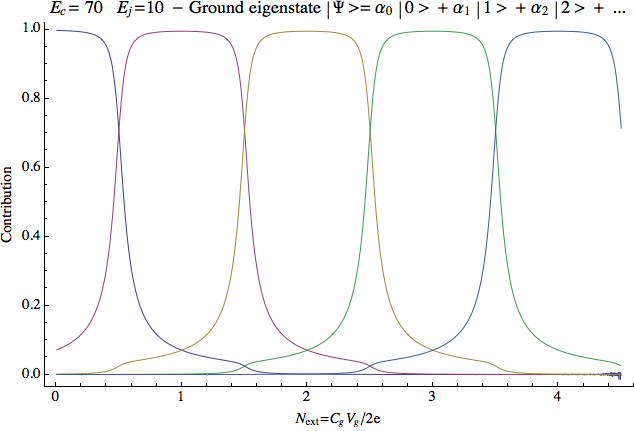 E_c = 70 E_j = 10 − Ground eigenstate |Ψ >= α_0 |0 > + α_1 |1 > + α_2 |2 > + ...
Contribution
1.0
0.8
0.6
0.4
0.2
0.0
0 1 2 3 4
N_ext=C_g V_g/2e